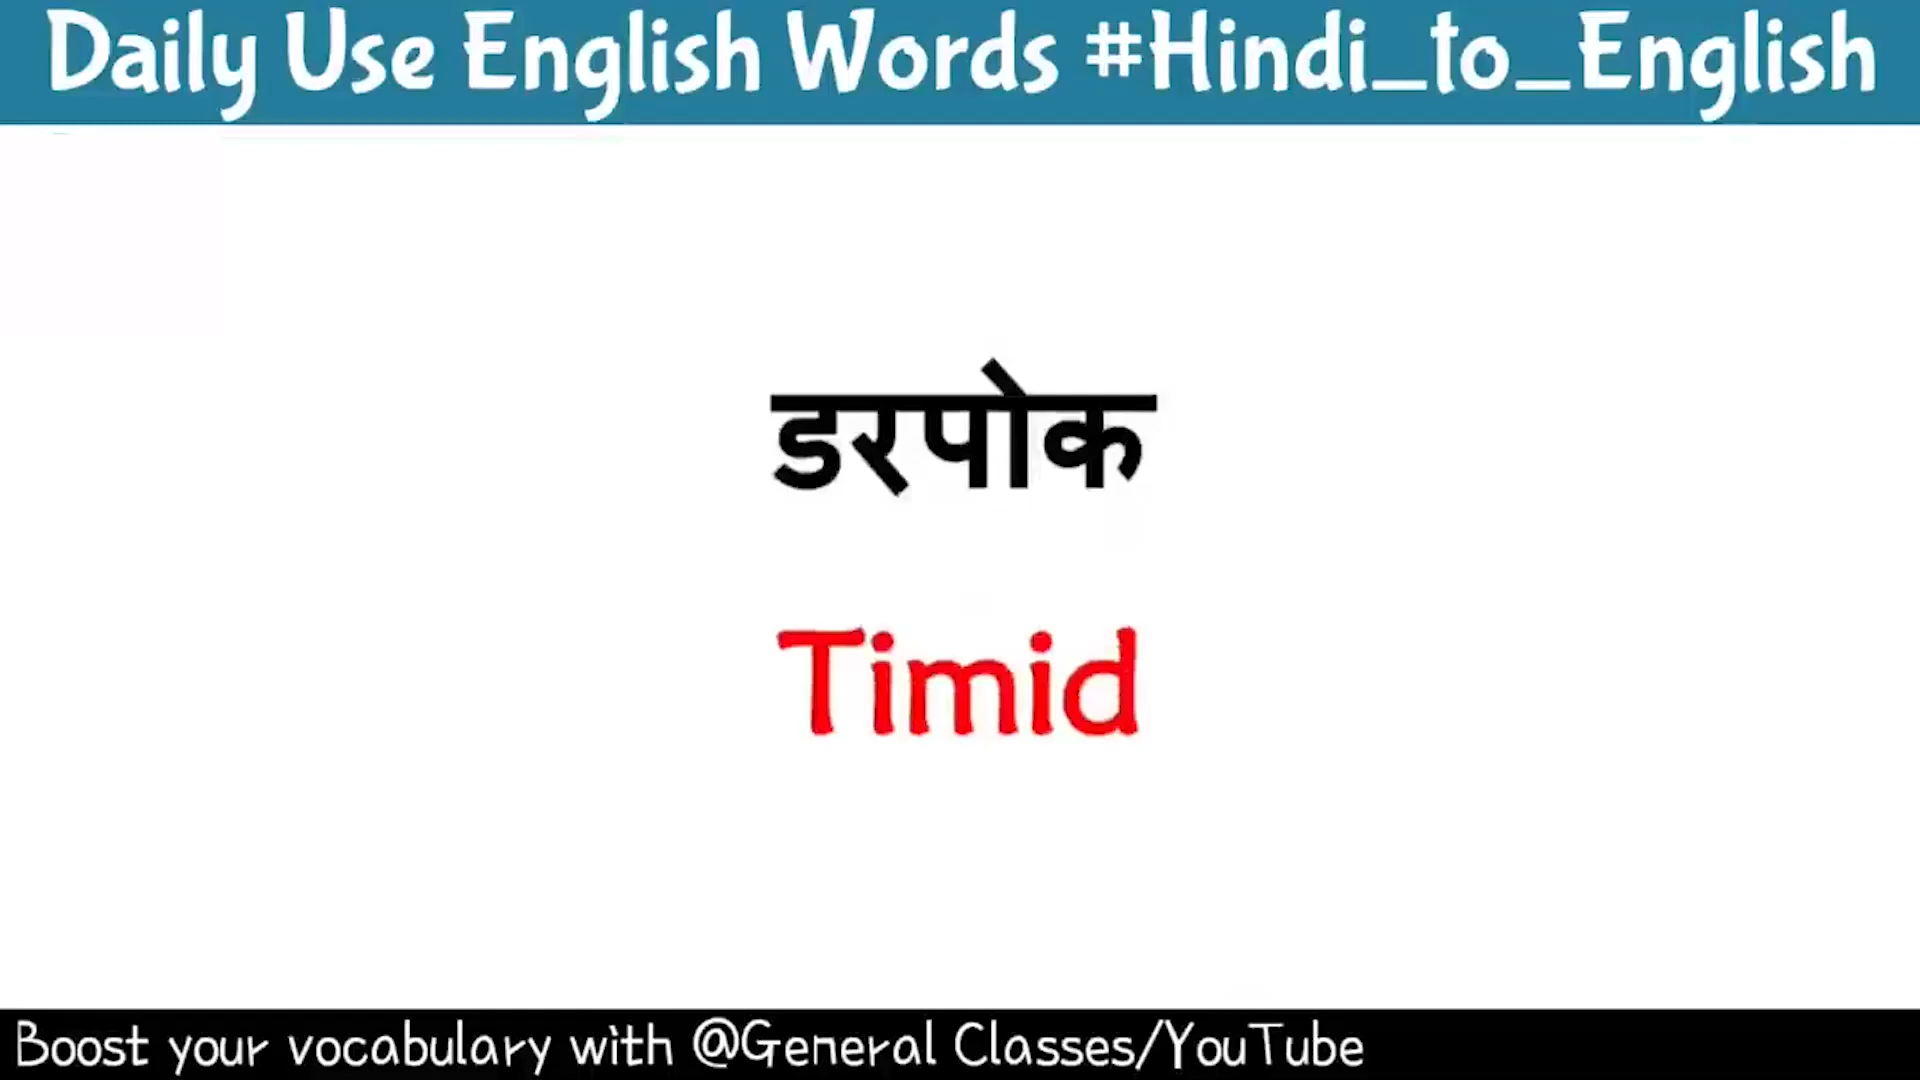 Daily Use English Words #Hindi_to_English
डरपोक
Timid
Boost your vocabulary with @General Classes/YouTube